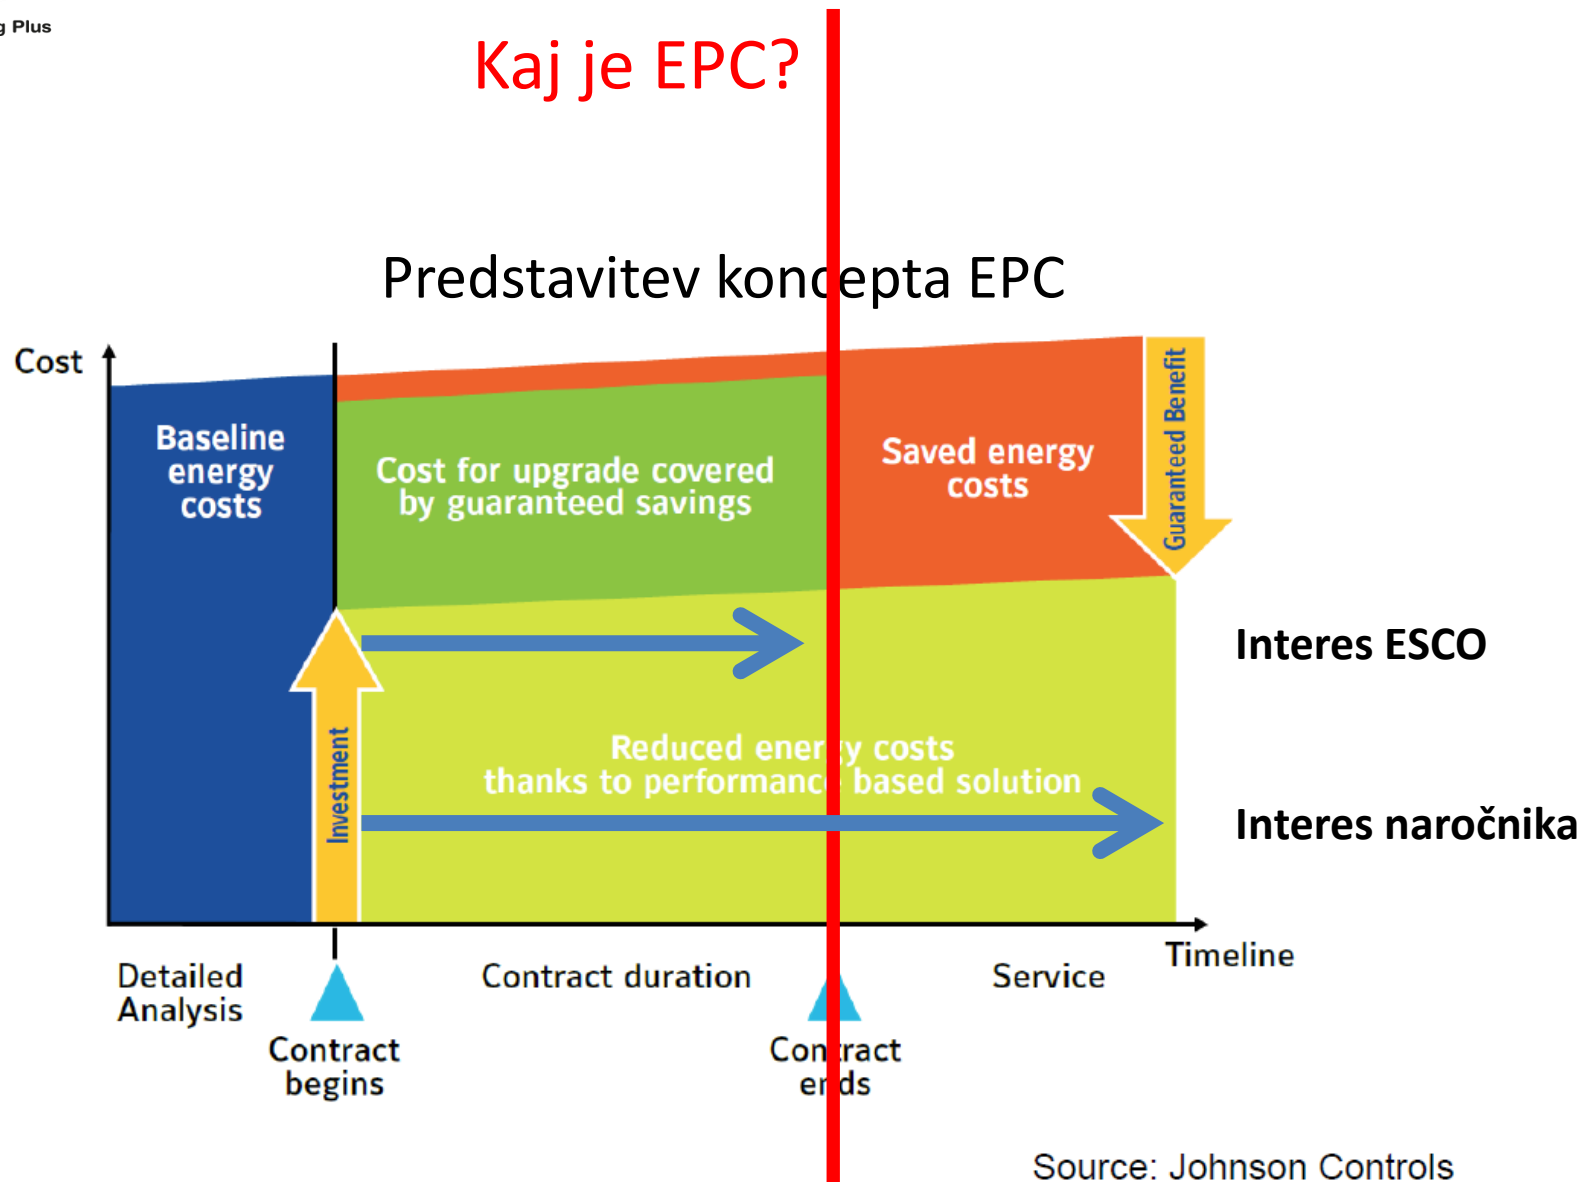 g Plus
Kaj je EPC?
Predstavitev koncepta EPC
Cost
Baseline
energy
costs
Cost for upgrade covered
by guaranteed savings
Saved energy
costs
Guaranteed Benefit
Interes ESCO
Investment
Reduced energy costs
thanks to performance based solution
Interes naročnika
Timeline
Detailed
Analysis
Contract duration
Service
Contract
begins
Contract
ends
Source: Johnson Controls